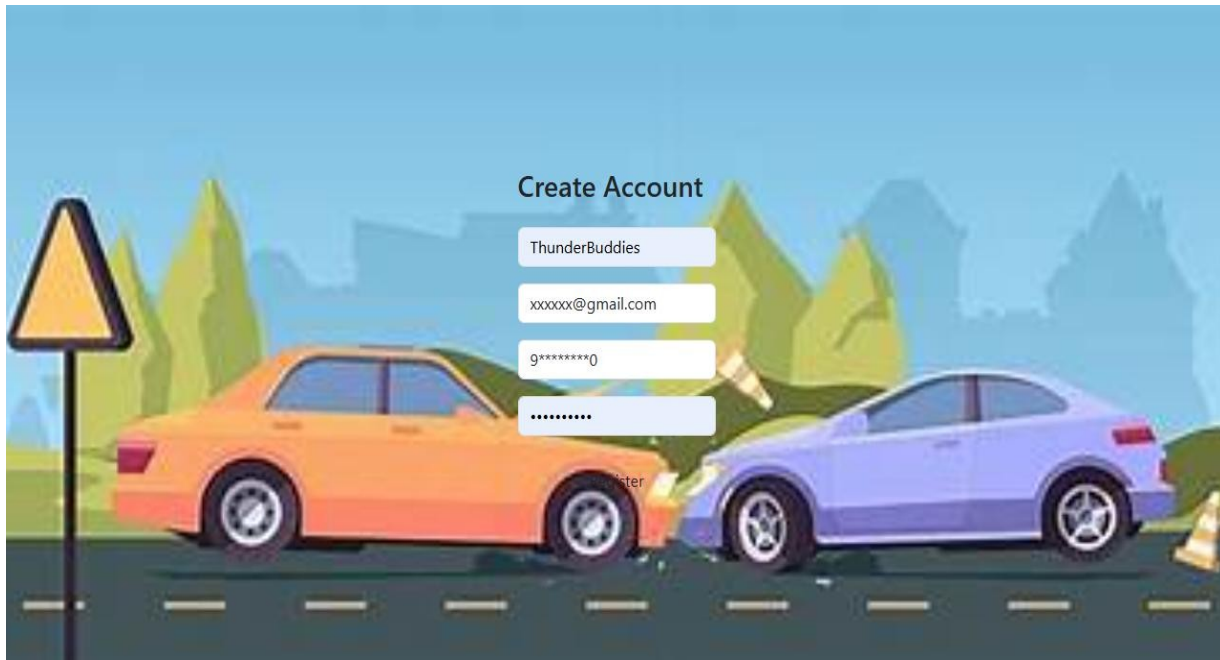 Create Account
ThunderBuddies
xxxxxx@gmail.com
9********0
••••••••••